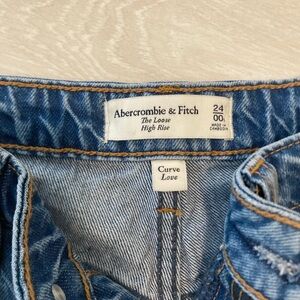 Abercrombie & Fitch
The Loose
High Rise
24
00
MADE IN
CAMBODIA
Curve
Love